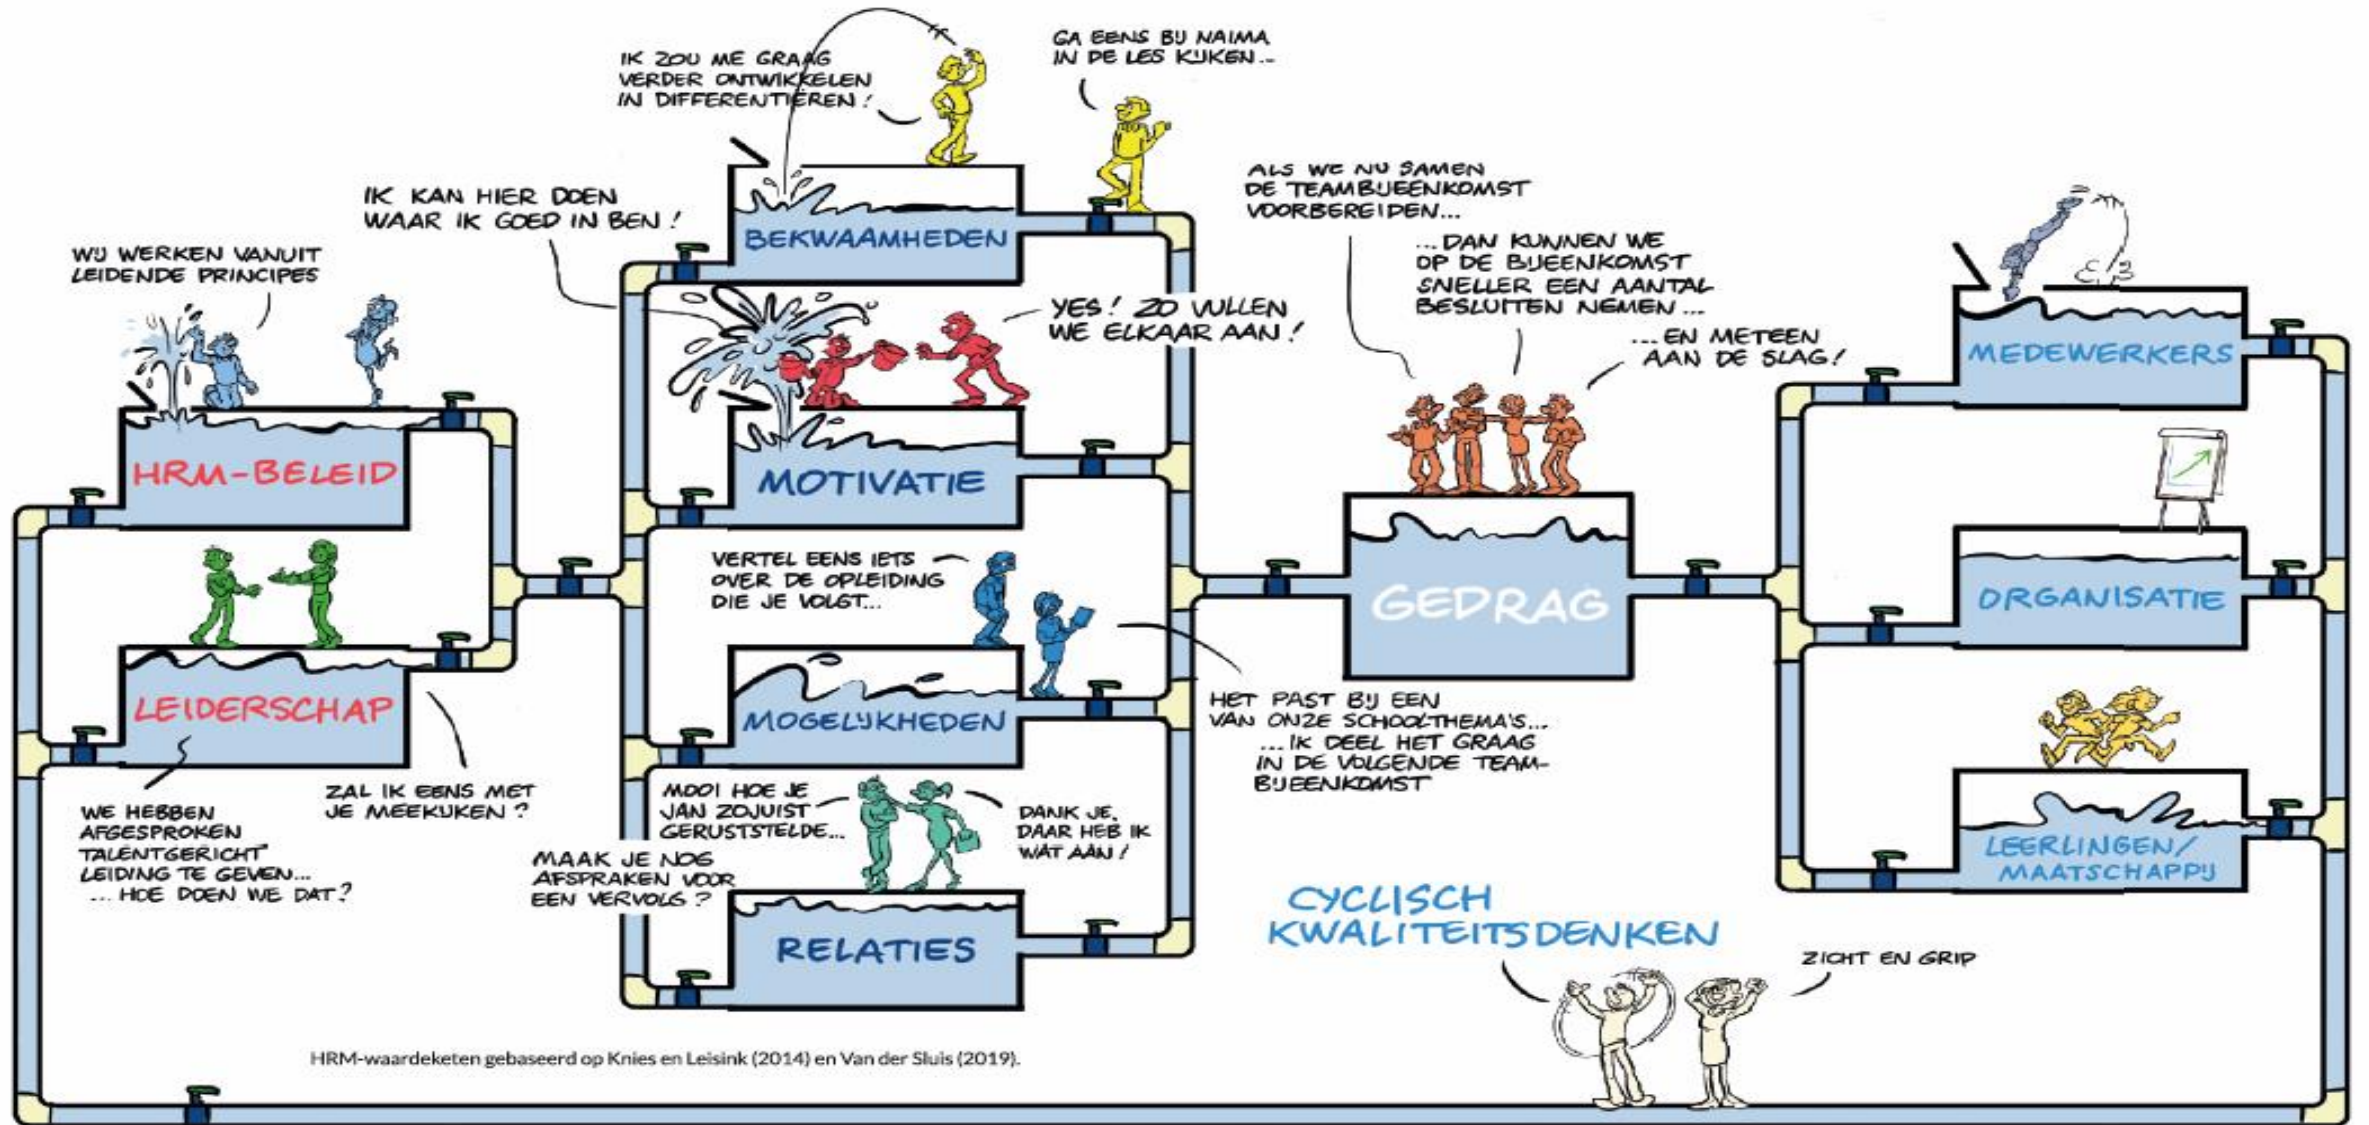 IK ZOU ME GRAAG
VERDER ONTWIKKELEN
IN DIFFERENTIËREN!
GA EENS BIJ NAIMA
IN DE LES KIJKEN...
IK KAN HIER DOEN
WAAR IK GOED IN BEN!
WIJ WERKEN VANUIT
LEIDENDE PRINCIPES
BEKWAAMHEDEN
ALS WE NU SAMEN
DE TEAMBIJEENKOMST
VOORBEREIDEN...
... DAN KUNNEN WE
OP DE BIJEENKOMST
SNELLER EEN AANTAL
BESLUITEN NEMEN...
... EN METEEN
AAN DE SLAG!
YES! ZO VULLEN
WE ELKAAR AAN!
MEDEWERKERS
HRM-BELEID
MOTIVATIE
VERTEL EENS IETS
OVER DE OPLEIDING
DIE JE VOLGT...
GEDRAG
ORGANISATIE
LEIDERSCHAP
MOGELIJKHEDEN
HET PAST BIJ EEN
VAN ONZE SCHOOLTHEMA'S...
... IK DEEL HET GRAAG
IN DE VOLGENDE TEAM-
BIJEENKOMST
WE HEBBEN
AFGESPROKEN
TALENTGERICHT
LEIDING TE GEVEN...
... HOE DOEN WE DAT?
ZAL IK EENS MET
JE MEEKIJKEN?
MOOI HOE JE
JAN ZOJUIST
GERUSTSTELDE...
DANK JE,
DAAR HEB IK
WAT AAN!
MAAK JE NOG
AFSPRAKEN VOOR
EEN VERVOLG?
RELATIES
LEERLINGEN/
MAATSCHAPPIJ
CYCLISCH
KWALITEITSDENKEN
ZICHT EN GRIP
HRM-waardeketen gebaseerd op Knies en Leisink (2014) en Van der Sluis (2019).